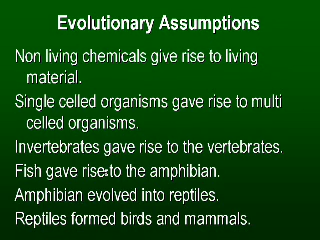 Evolutionary Assumptions
Non living chemicals give rise to living
material.
Single celled organisms gave rise to multi
celled organisms.
Invertebrates gave rise to the vertebrates.
Fish gave rise to the amphibian.
Amphibian evolved into reptiles.
Reptiles formed birds and mammals.